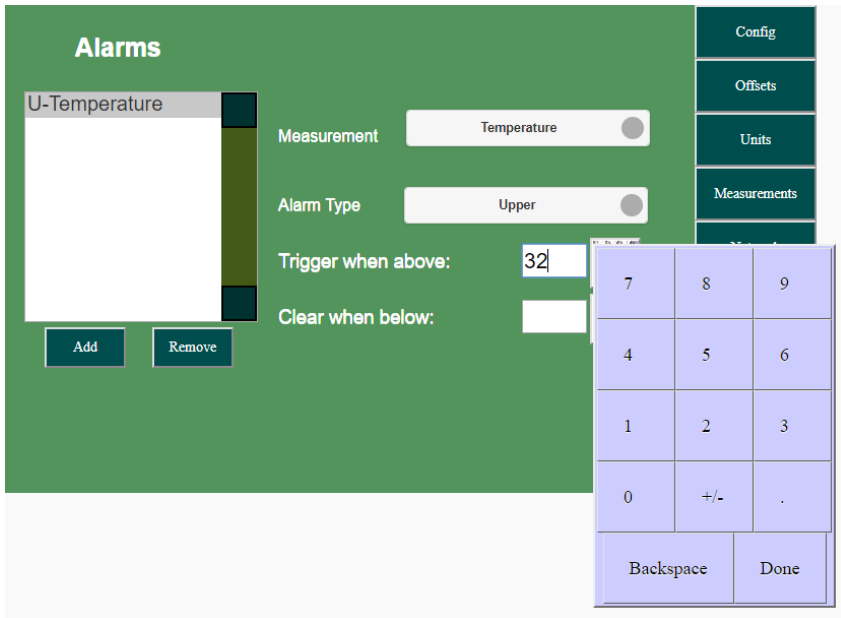 Alarms
U-Temperature
Add
Remove
Measurement
Temperature
Alarm Type
Upper
Trigger when above:
32
Clear when below:
Config
Offsets
Units
Measurements
7 8 9
4 5 6
1 2 3
0 +/- .
Backspace Done